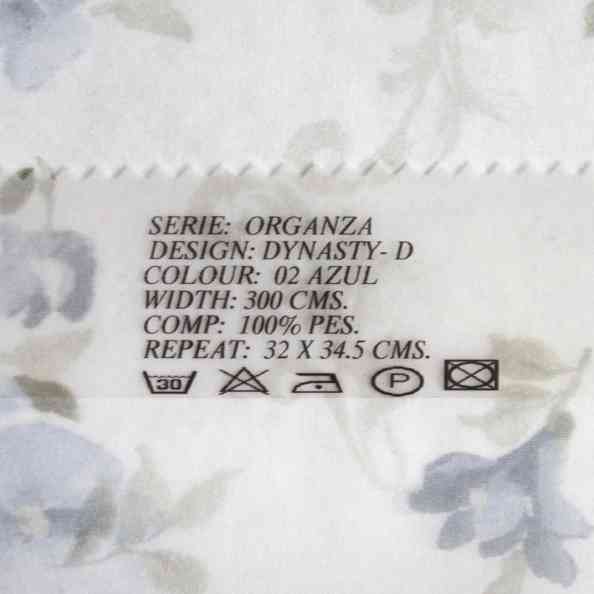 SERIE: ORGANZA
DESIGN: DYNASTY- D
COLOUR: 02 AZUL
WIDTH: 300 CMS.
COMP: 100% PES.
REPEAT: 32 X 34.5 CMS.
30 P